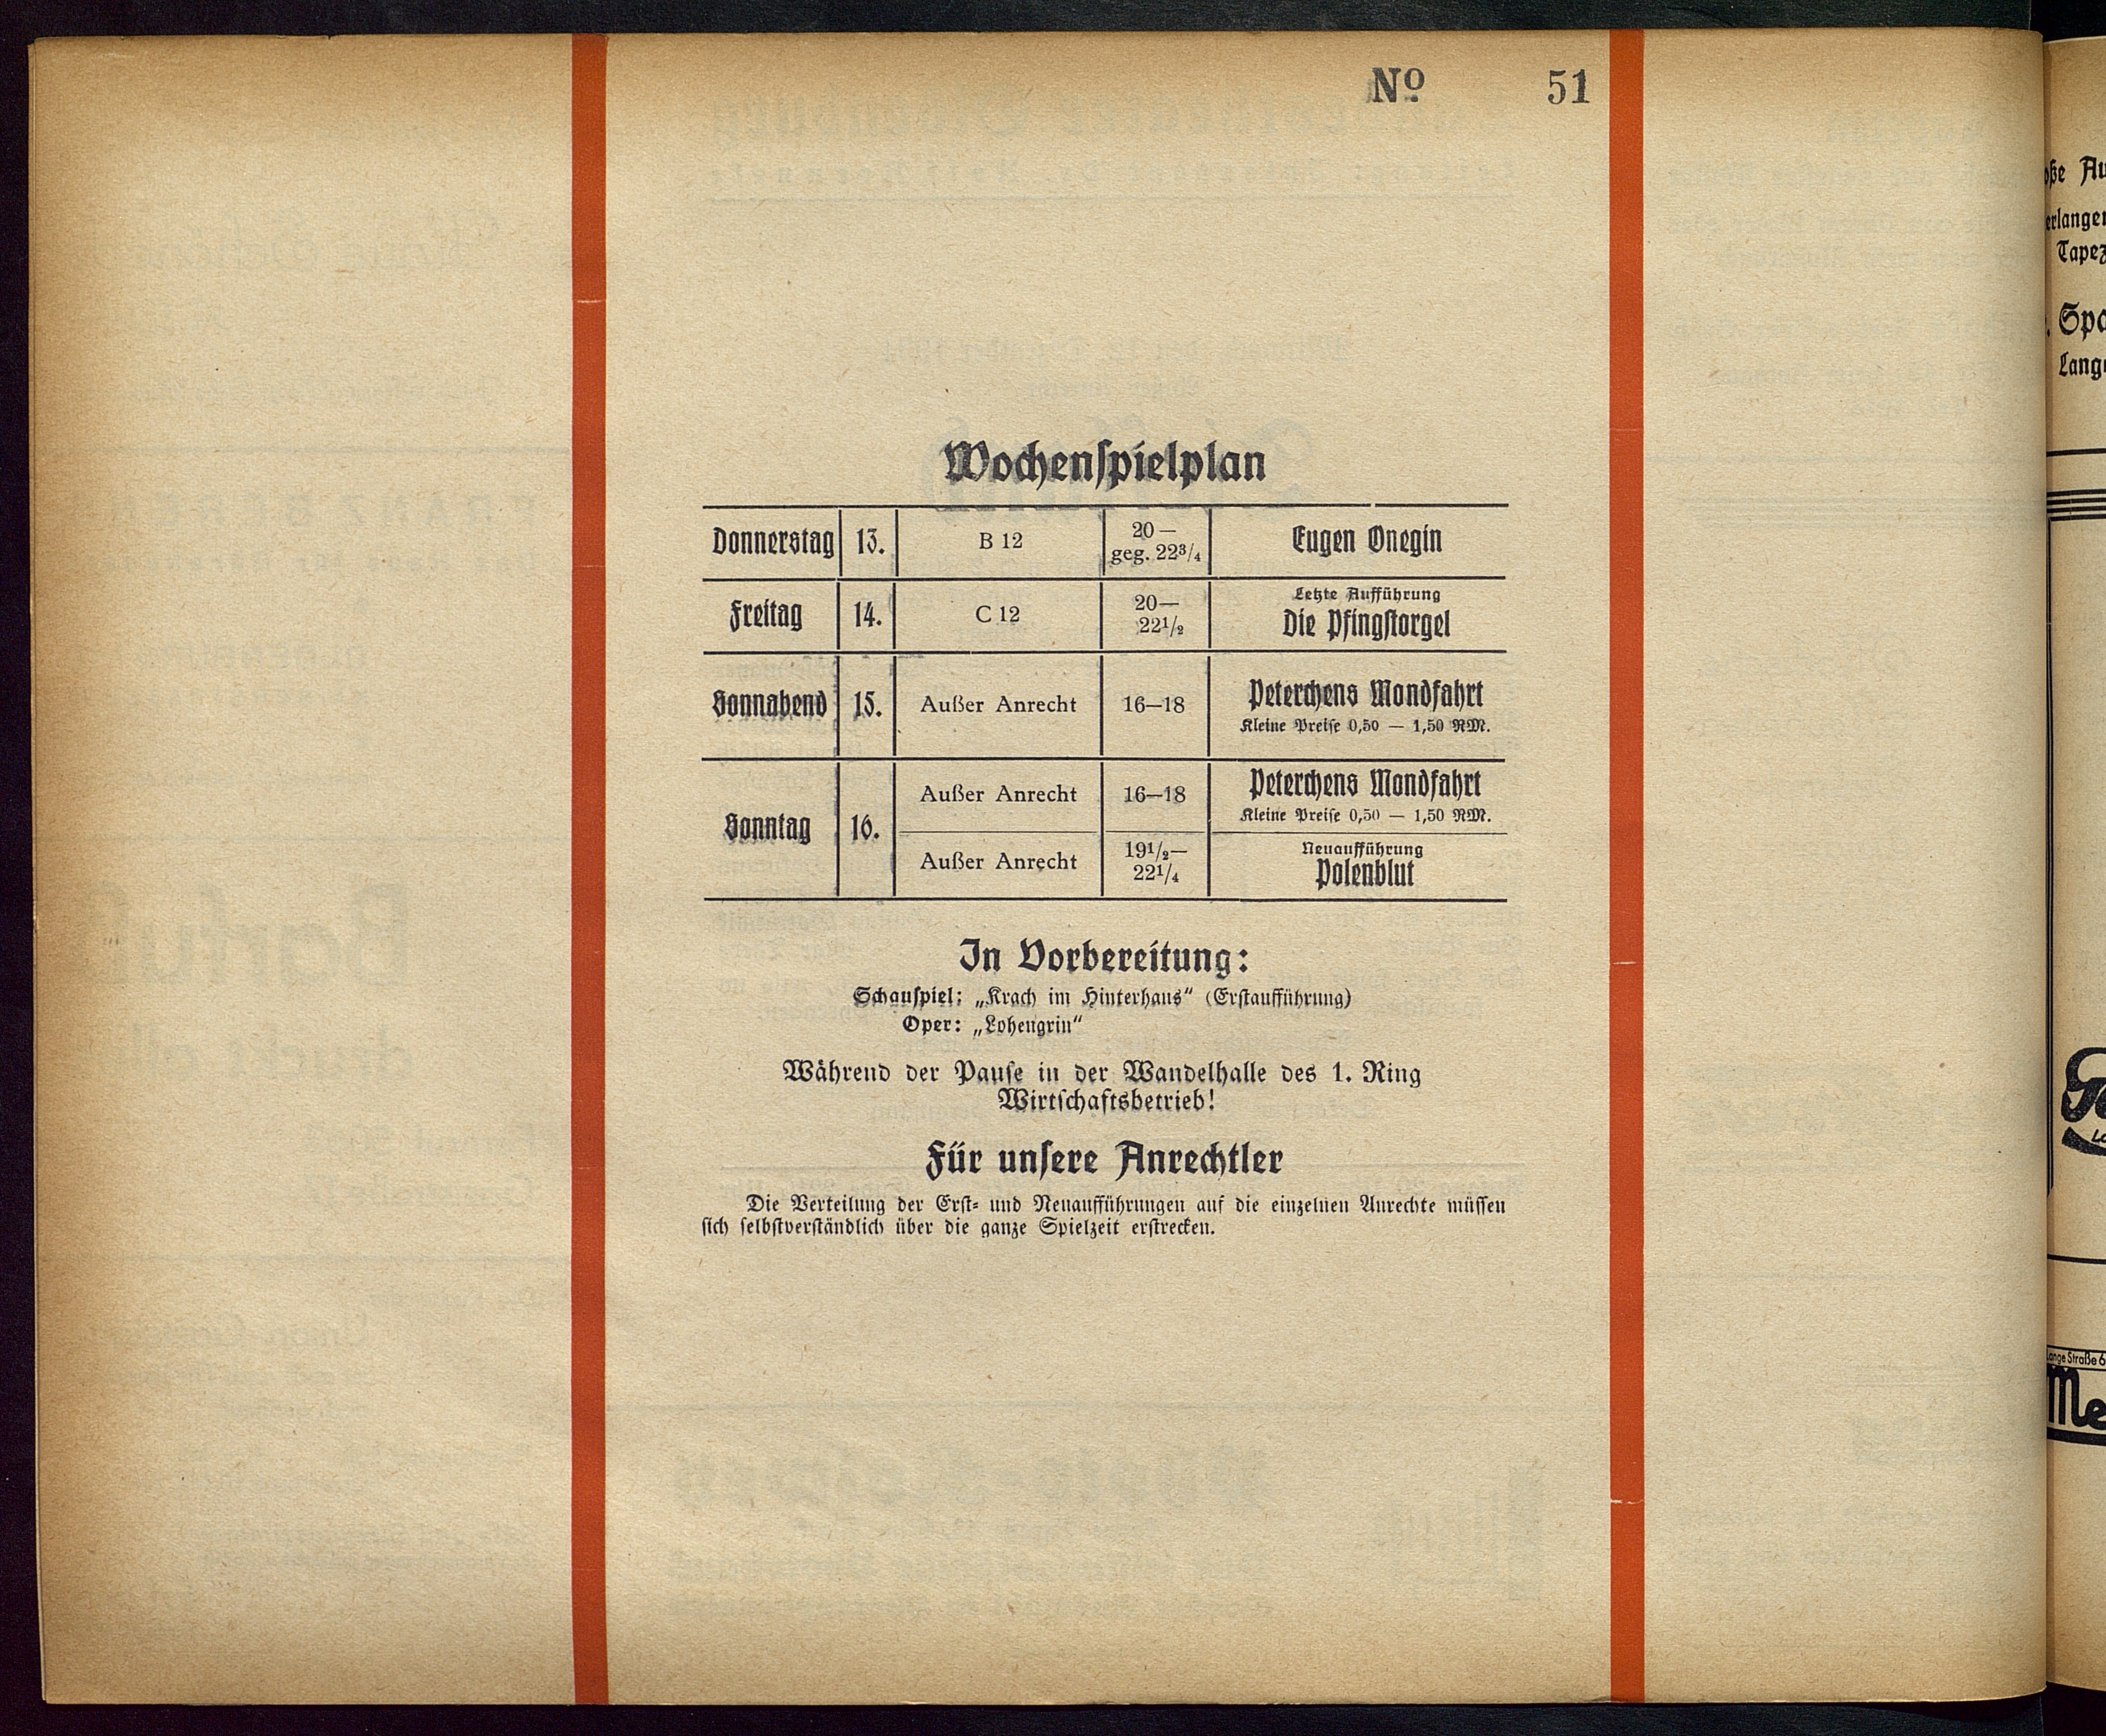 No 51
Wochenspielplan
Donnerstag 13. B 12 20— geg. 22³/₄ Eugen Onegin
Freitag 14. C 12 20— 22¹/₂ Letzte Aufführung Die Pfingstorgel
Sonnabend 15. Außer Anrecht 16—18 Peterchens Mondfahrt
Kleine Preise 0,50 — 1,50 RM.
Sonntag 16. Außer Anrecht 16—18 Peterchens Mondfahrt
Kleine Preise 0,50 — 1,50 RM.
Außer Anrecht 19¹/₂— 22¹/₄ Neuaufführung Polenblut
In Vorbereitung:
Schauspiel: „Krach im Hinterhaus“ (Erstaufführung)
Oper: „Lohengrin“
Während der Pause in der Wandelhalle des 1. Ring
Wirtschaftsbetrieb!
Für unsere Anrechtler
Die Verteilung der Erst- und Neuaufführungen auf die einzelnen Anrechte müssen
sich selbstverständlich über die ganze Spielzeit erstrecken.
Lange Straße 6